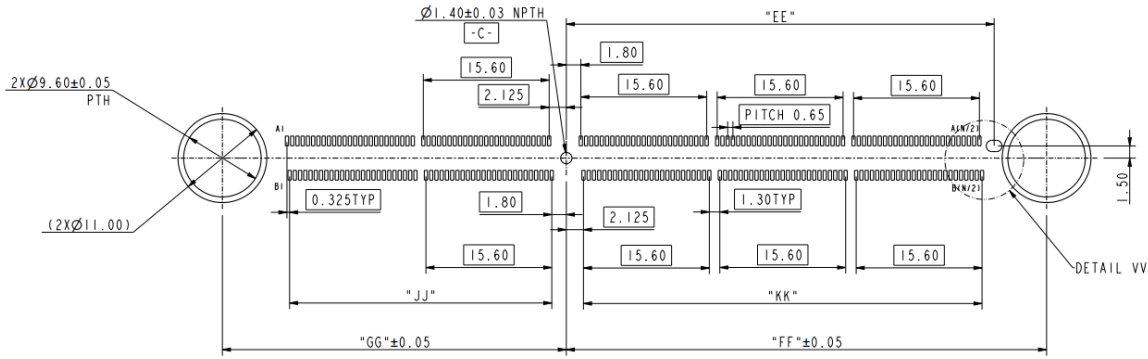 Ø1.40±0.03 NPTH
-C-
"EE"
1.80
15.60
15.60
15.60
15.60
2XØ9.60±0.05
PTH
2.125
PITCH 0.65
A1
A(N/2)
B1
B(N/2)
0.325TYP
1.80
2.125
1.30TYP
1.50
(2XØ11.00)
15.60
15.60
15.60
15.60
DETAIL VV
"JJ"
"KK"
"GG"±0.05
"FF"±0.05